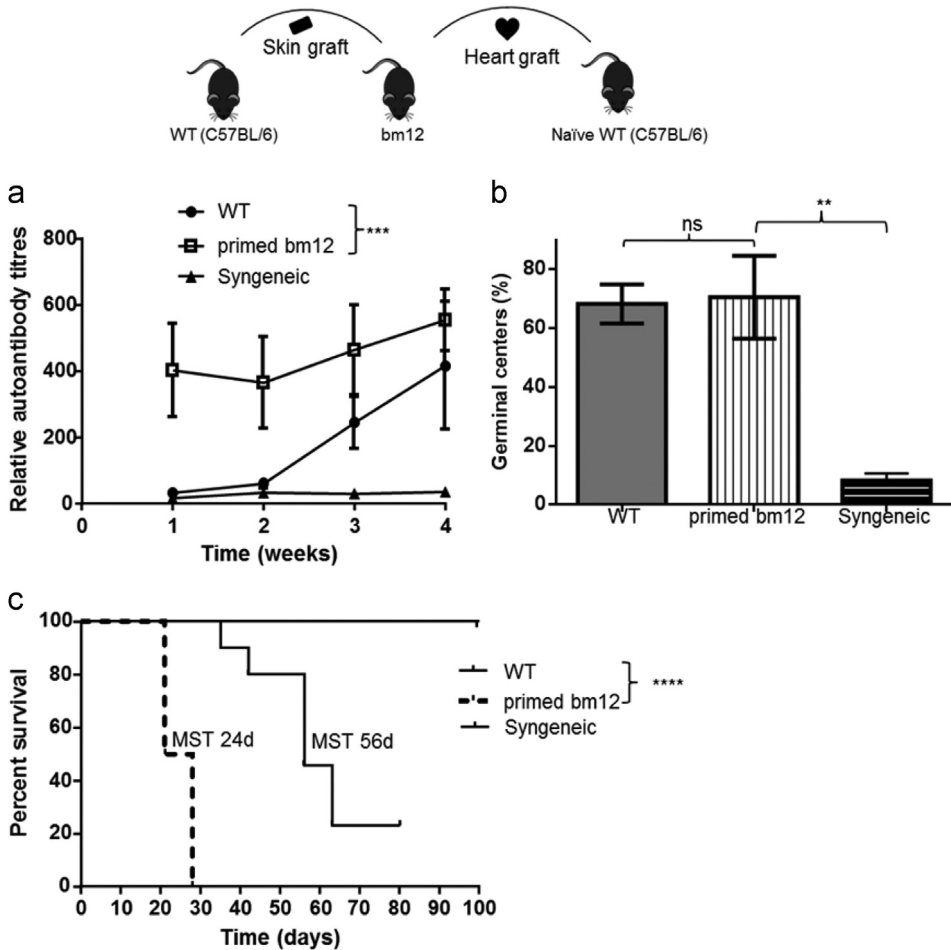 Skin graft
Heart graft
WT (C57BL/6)
bm12
Naïve WT (C57BL/6)
a
WT
primed bm12
Syngeneic
***
Relative autoantibody titres
800
600
400
200
0
0 1 2 3 4
Time (weeks)
b
ns
**
Germinal centers (%)
80
60
40
20
0
WT primed bm12 Syngeneic
c
Percent survival
100
80
60
40
20
0
MST 24d
MST 56d
WT
primed bm12
Syngeneic
****
0 10 20 30 40 50 60 70 80 90 100
Time (days)